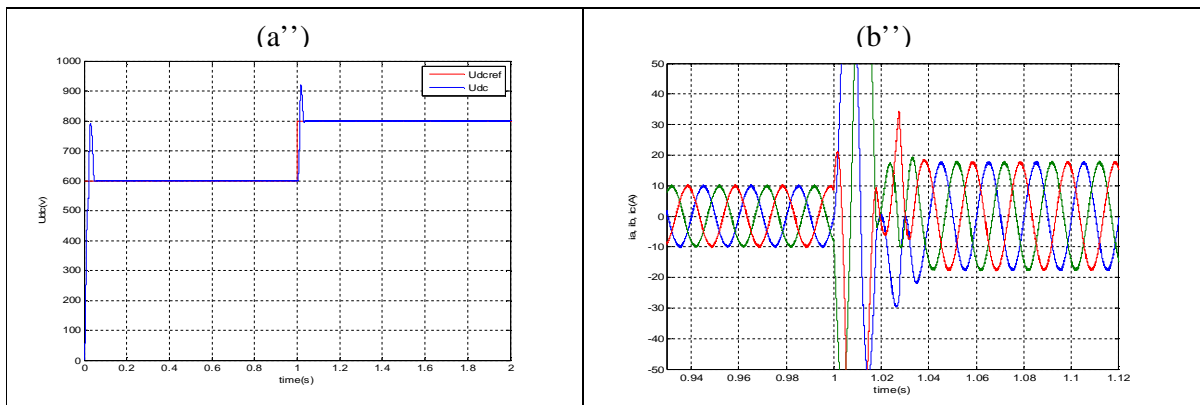 (a’’)
1000
900
800
700
600
500
400
300
200
100
0
Udc(v)
0 0.2 0.4 0.6 0.8 1 1.2 1.4 1.6 1.8 2
time(s)
Udcref
Udc
(b’’)
50
40
30
20
10
0
-10
-20
-30
-40
-50
ia, ib, ic(A)
0.94 0.96 0.98 1 1.02 1.04 1.06 1.08 1.1 1.12
time(s)